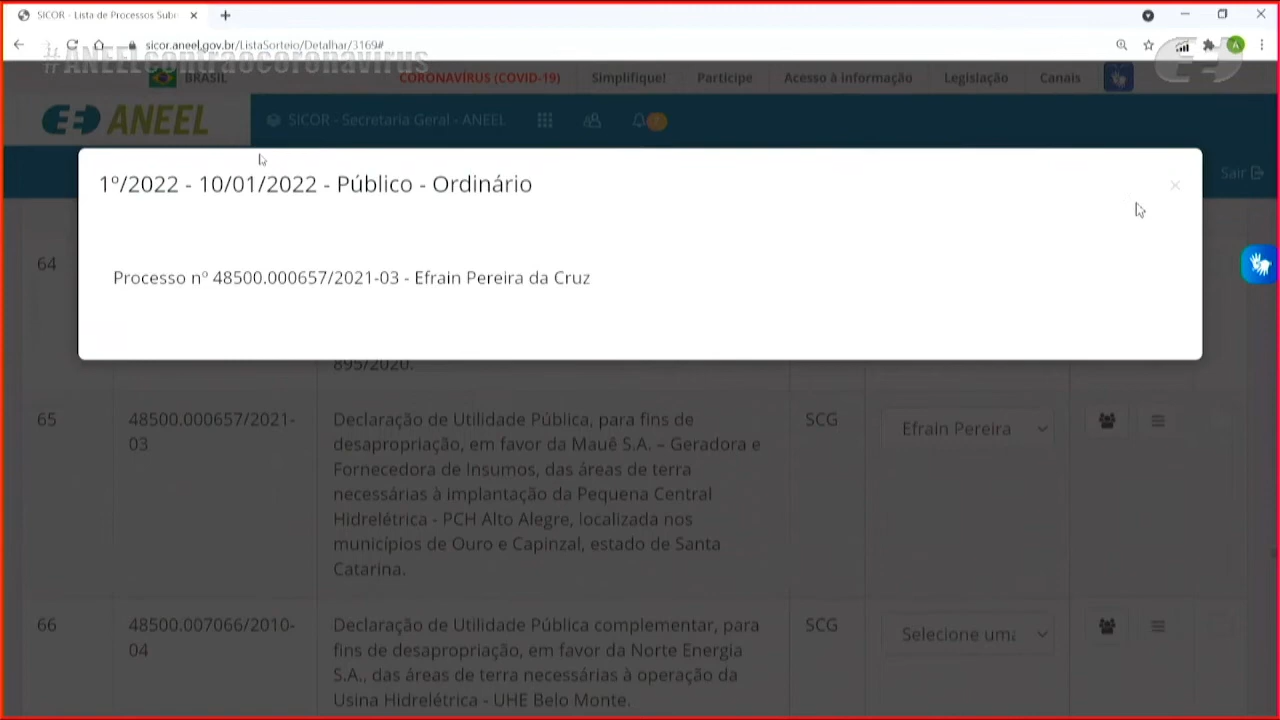 SICOR - Lista de Processos Sub
sicor.aneel.gov.br/ListaSorteio/Detalhar/3169#
A
#ANEELcontraocoronavírus
BRASIL
CORONAVÍRUS (COVID-19)
Simplifique!
Participe
Acesso à informação
Legislação
Canais
ANEEL
SICOR - Secretaria Geral - ANEEL
Sair
1º/2022 - 10/01/2022 - Público - Ordinário
×
Processo nº 48500.000657/2021-03 - Efrain Pereira da Cruz
64
895/2020.
65
48500.000657/2021-
03
Declaração de Utilidade Pública, para fins de
desapropriação, em favor da Mauê S.A. – Geradora e
Fornecedora de Insumos, das áreas de terra
necessárias à implantação da Pequena Central
Hidrelétrica - PCH Alto Alegre, localizada nos
municípios de Ouro e Capinzal, estado de Santa
Catarina.
SCG
Efrain Pereira
66
48500.007066/2010-
04
Declaração de Utilidade Pública complementar, para
fins de desapropriação, em favor da Norte Energia
S.A., das áreas de terra necessárias à operação da
Usina Hidrelétrica - UHE Belo Monte.
SCG
Selecione uma